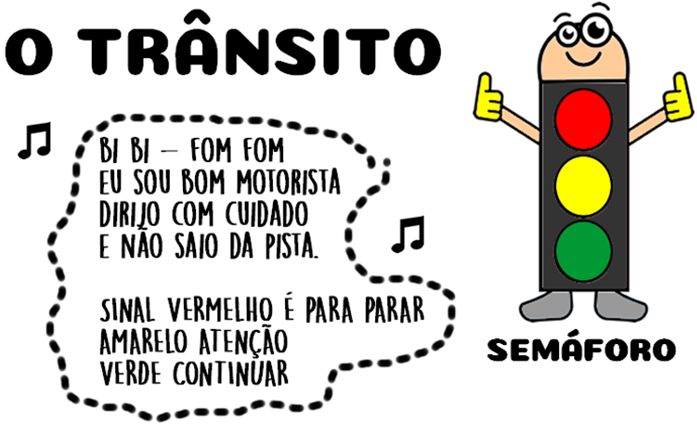 O TRÂNSITO
BI BI – FOM FOM
EU SOU BOM MOTORISTA
DIRIJO COM CUIDADO
E NÃO SAIO DA PISTA.
SINAL VERMELHO É PARA PARAR
AMARELO ATENÇÃO
VERDE CONTINUAR
SEMÁFORO